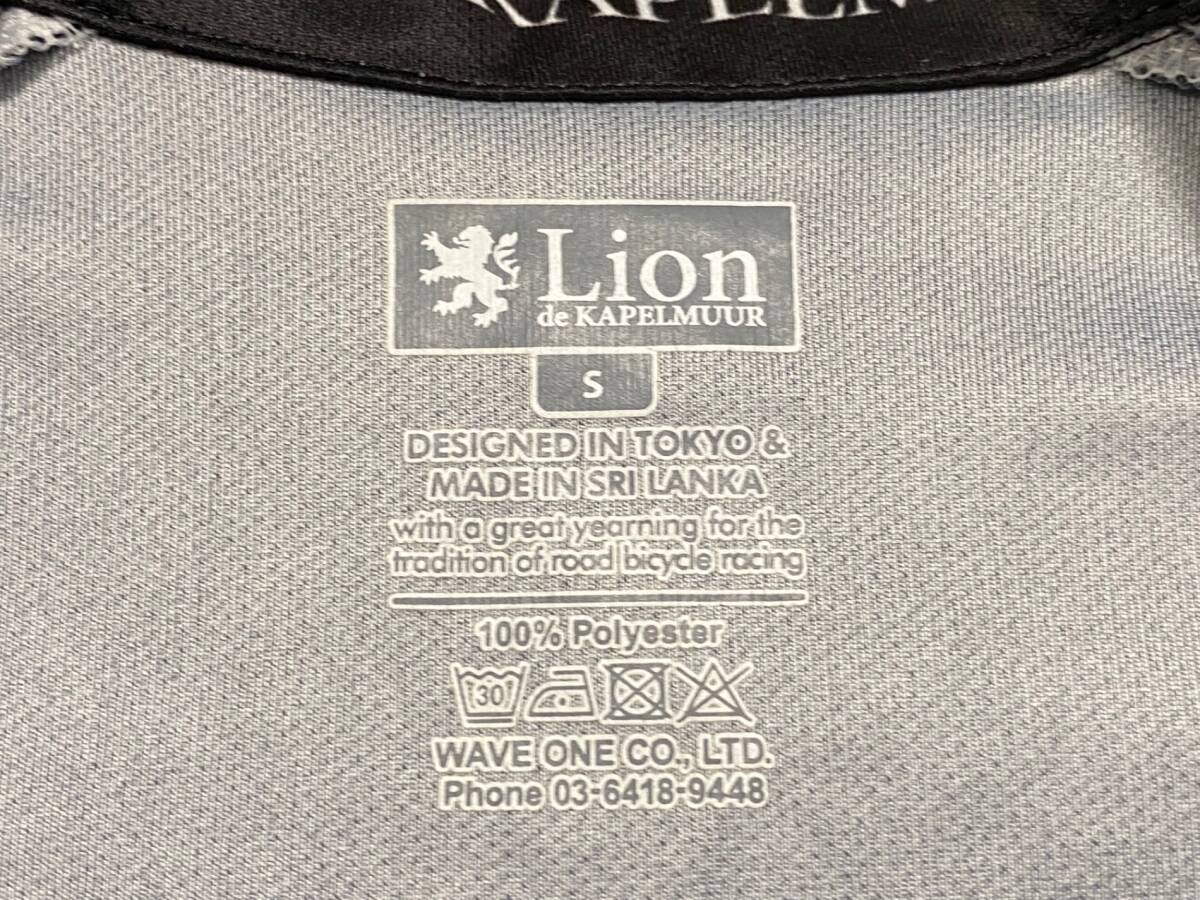 Lion
de KAPELMUUR
S
DESIGNED IN TOKYO &
MADE IN SRI LANKA
with a great yearning for the
tradition of road bicycle racing
100% Polyester
30
WAVE ONE CO., LTD.
Phone 03-6418-9448